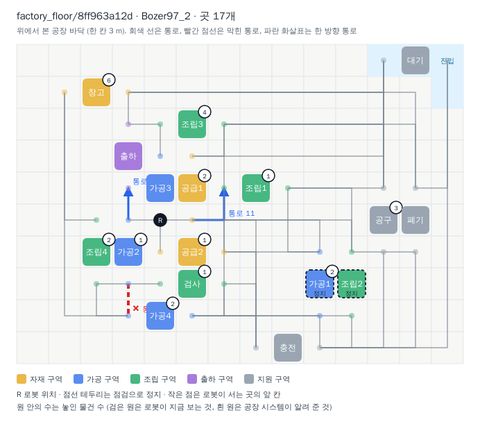 factory_floor/8ff963a12d · Bozer97_2 · 곳 17개
위에서 본 공장 바닥 (한 칸 3 m). 회색 선은 통로, 빨간 점선은 막힌 통로, 파란 화살표는 한 방향 통로
대기
진입
창고
6
조립3
4
출하
통로
가공3
공급1
2
조립1
1
통로 11
R
공구
3
폐기
조립4
2
가공2
1
공급2
1
검사
1
가공1
2
정지
조립2
정지
가공4
2
충전
자재 구역
가공 구역
조립 구역
출하 구역
지원 구역
R 로봇 위치 · 점선 테두리는 점검으로 정지 · 작은 점은 로봇이 서는 곳의 앞 칸
원 안의 수는 놓인 물건 수 (검은 원은 로봇이 지금 보는 것, 흰 원은 공장 시스템이 알려 준 것)